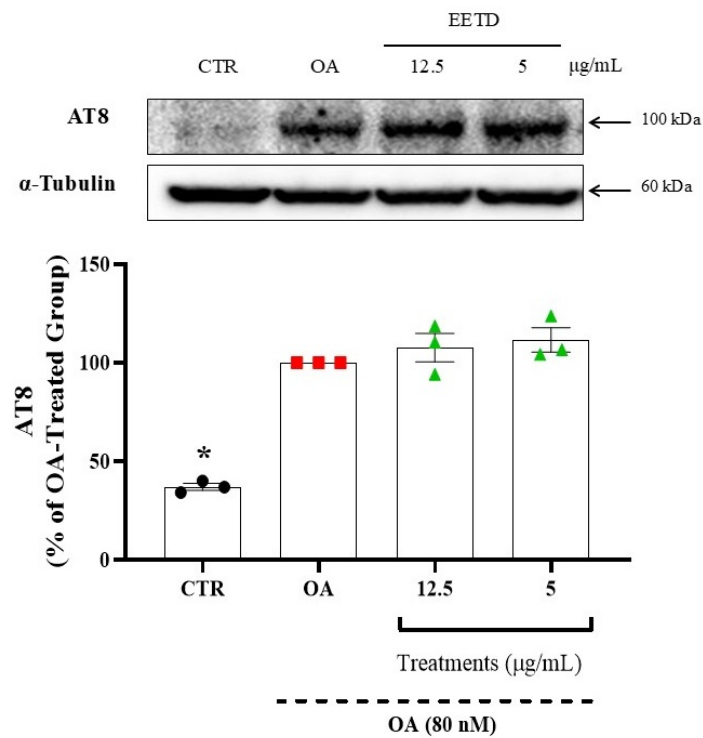 EETD
CTR OA 12.5 5 μg/mL
AT8 100 kDa
α-Tubulin 60 kDa
150
100
50
0
AT8
(% of OA-Treated Group)
*
CTR OA 12.5 5
Treatments (μg/mL)
OA (80 nM)